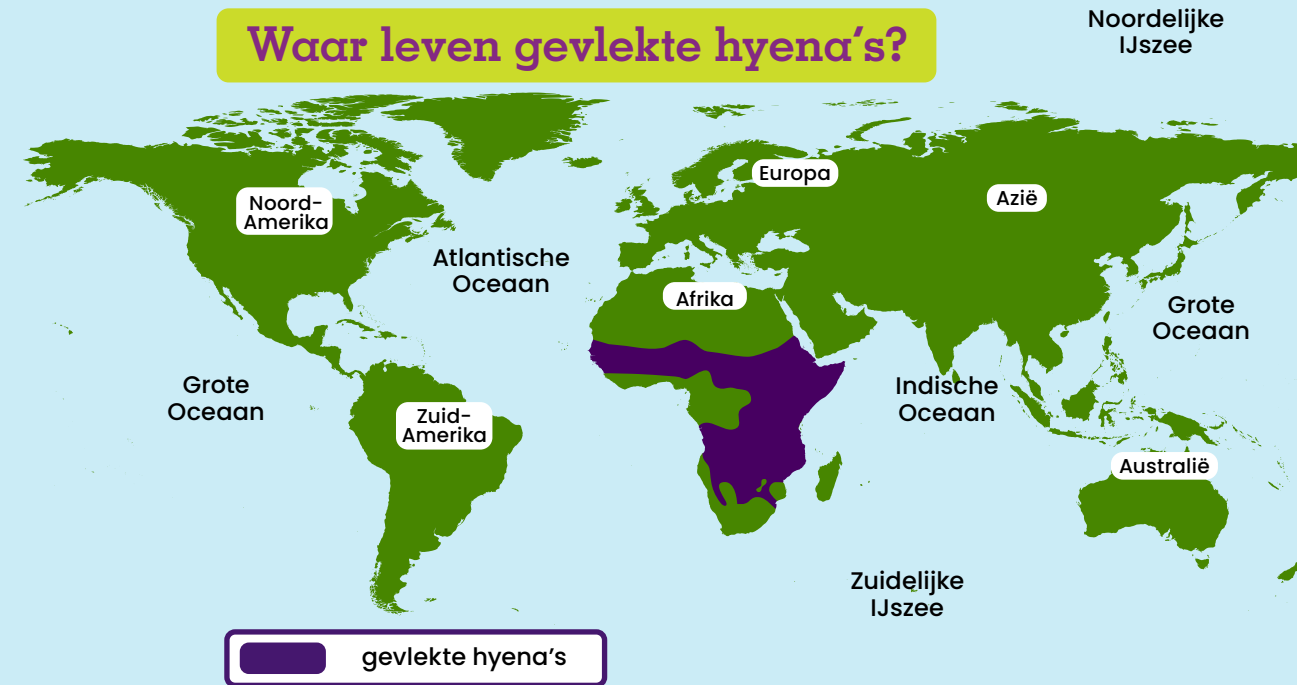 Waar leven gevlekte hyena's?
Noordelijke
IJszee
Europa
Noord-
Amerika
Azië
Atlantische
Oceaan
Afrika
Grote
Oceaan
Grote
Oceaan
Indische
Oceaan
Zuid-
Amerika
Australië
Zuidelijke
IJszee
gevlekte hyena's